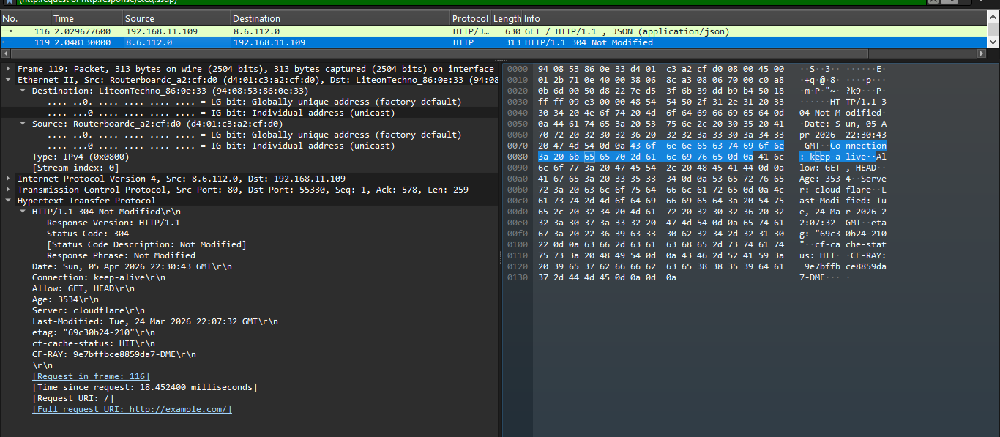 (http.request or http.response)&&(!ssdp)
No. Time Source Destination Protocol Length Info
116 2.029677600 192.168.11.109 8.6.112.0 HTTP/J… 630 GET / HTTP/1.1 , JSON (application/json)
119 2.048130000 8.6.112.0 192.168.11.109 HTTP 313 HTTP/1.1 304 Not Modified
Frame 119: Packet, 313 bytes on wire (2504 bits), 313 bytes captured (2504 bits) on interface
Ethernet II, Src: Routerboardc_a2:cf:d0 (d4:01:c3:a2:cf:d0), Dst: LiteonTechno_86:0e:33 (94:08
Destination: LiteonTechno_86:0e:33 (94:08:53:86:0e:33)
.... ..0. .... .... .... .... = LG bit: Globally unique address (factory default)
.... ...0 .... .... .... .... = IG bit: Individual address (unicast)
Source: Routerboardc_a2:cf:d0 (d4:01:c3:a2:cf:d0)
.... ..0. .... .... .... .... = LG bit: Globally unique address (factory default)
.... ...0 .... .... .... .... = IG bit: Individual address (unicast)
Type: IPv4 (0x0800)
[Stream index: 0]
Internet Protocol Version 4, Src: 8.6.112.0, Dst: 192.168.11.109
Transmission Control Protocol, Src Port: 80, Dst Port: 55330, Seq: 1, Ack: 578, Len: 259
Hypertext Transfer Protocol
HTTP/1.1 304 Not Modified\r\n
Response Version: HTTP/1.1
Status Code: 304
[Status Code Description: Not Modified]
Response Phrase: Not Modified
Date: Sun, 05 Apr 2026 22:30:43 GMT\r\n
Connection: keep-alive\r\n
Allow: GET, HEAD\r\n
Age: 3534\r\n
Server: cloudflare\r\n
Last-Modified: Tue, 24 Mar 2026 22:07:32 GMT\r\n
etag: "69c30b24-210"\r\n
cf-cache-status: HIT\r\n
CF-RAY: 9e7bffbce8859da7-DME\r\n
\r\n
[Request in frame: 116]
[Time since request: 18.452400 milliseconds]
[Request URI: /]
[Full request URI: http://example.com/]
0000 94 08 53 86 0e 33 d4 01 c3 a2 cf d0 08 00 45 00 ··S··3·· ······E·
0010 01 2b 71 0e 40 00 38 06 8c a3 08 06 70 00 c0 a8 ·+q·@·8· ····p···
0020 0b 6d 00 50 d8 22 7e d5 3f 6b 39 dd b9 b4 50 18 ·m·P·"~· ?k9···P·
0030 ff ff 09 e3 00 00 48 54 54 50 2f 31 2e 31 20 33 ······HT TP/1.1 3
0040 30 34 20 4e 6f 74 20 4d 6f 64 69 66 69 65 64 0d 04 Not M odified·
0050 0a 44 61 74 65 3a 20 53 75 6e 2c 20 30 35 20 41 ·Date: S un, 05 A
0060 70 72 20 32 30 32 36 20 32 32 3a 33 30 3a 34 33 pr 2026 22:30:43
0070 20 47 4d 54 0d 0a 43 6f 6e 6e 65 63 74 69 6f 6e GMT··Co nnection
0080 3a 20 6b 65 65 70 2d 61 6c 69 76 65 0d 0a 41 6c : keep-a live··Al
0090 6c 6f 77 3a 20 47 45 54 2c 20 48 45 41 44 0d 0a low: GET , HEAD··
00a0 41 67 65 3a 20 33 35 33 34 0d 0a 53 65 72 76 65 Age: 353 4··Serve
00b0 72 3a 20 63 6c 6f 75 64 66 6c 61 72 65 0d 0a 4c r: cloud flare··L
00c0 61 73 74 2d 4d 6f 64 69 66 69 65 64 3a 20 54 75 ast-Modi fied: Tu
00d0 65 2c 20 32 34 20 4d 61 72 20 32 30 32 36 20 32 e, 24 Ma r 2026 2
00e0 32 3a 30 37 3a 33 32 20 47 4d 54 0d 0a 65 74 61 2:07:32 GMT··eta
00f0 67 3a 20 22 36 39 63 33 30 62 32 34 2d 32 31 30 g: "69c3 0b24-210
0100 22 0d 0a 63 66 2d 63 61 63 68 65 2d 73 74 61 74 "··cf-ca che-stat
0110 75 73 3a 20 48 49 54 0d 0a 43 46 2d 52 41 59 3a us: HIT· ·CF-RAY:
0120 20 39 65 37 62 66 66 62 63 65 38 38 35 39 64 61 9e7bffb ce8859da
0130 37 2d 44 4d 45 0d 0a 0d 0a 7-DME··· ·